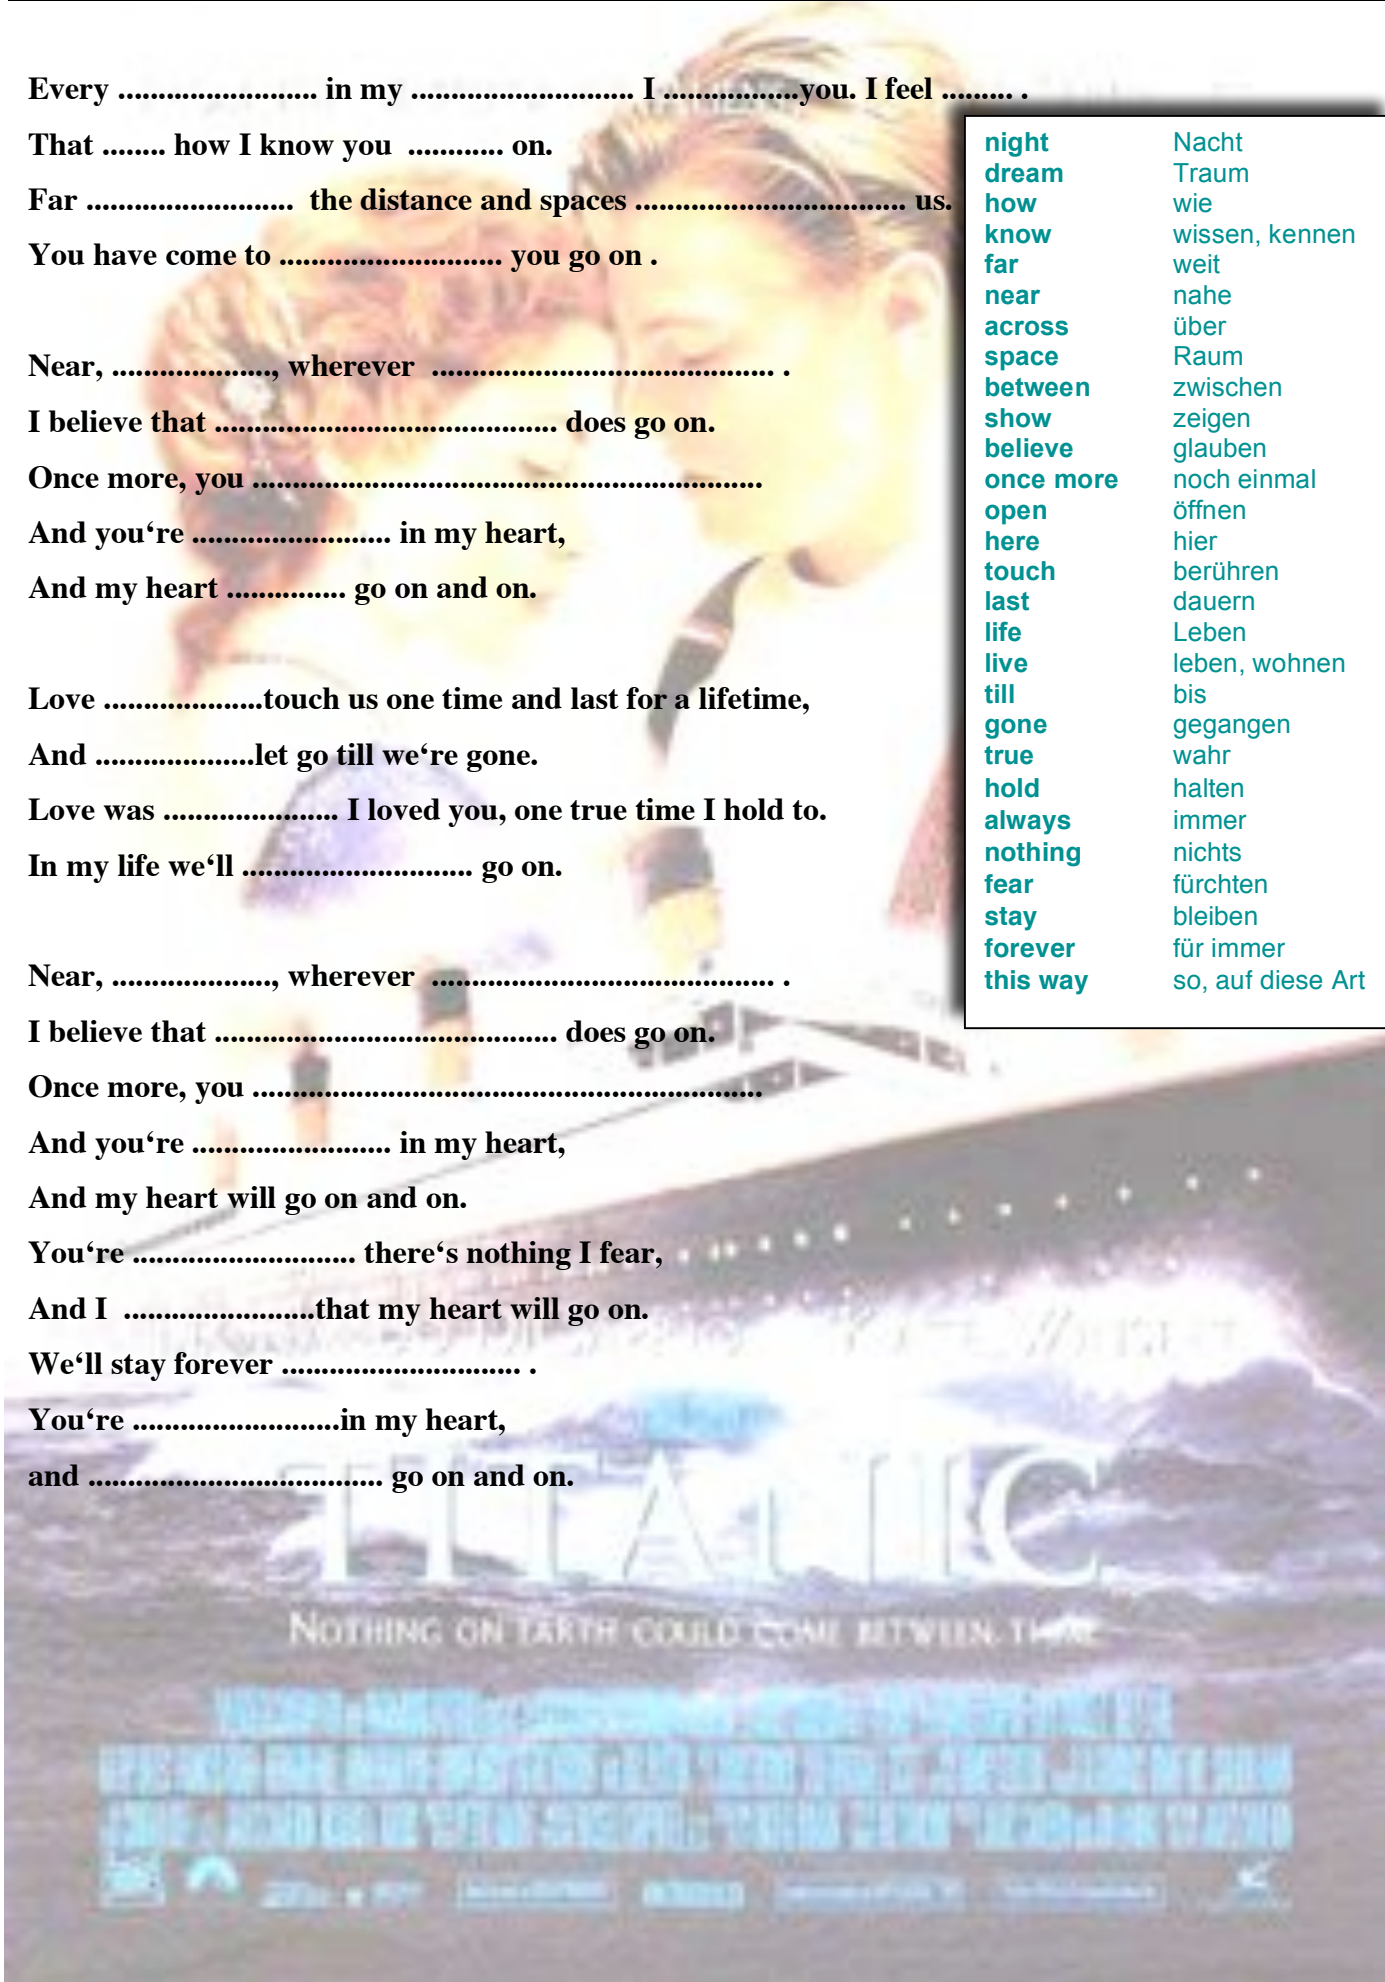 Every ......................... in my ............................ I .................you. I feel ......... .
That ........ how I know you ............ on.
Far .......................... the distance and spaces .................................. us.
You have come to ............................ you go on .
Near, ...................., wherever ........................................... .
I believe that ........................................... does go on.
Once more, you ................................................................
And you‘re ......................... in my heart,
And my heart ............... go on and on.
Love ....................touch us one time and last for a lifetime,
And ....................let go till we‘re gone.
Love was ...................... I loved you, one true time I hold to.
In my life we‘ll ............................. go on.
Near, ...................., wherever ........................................... .
I believe that ........................................... does go on.
Once more, you ................................................................
And you‘re ......................... in my heart,
And my heart will go on and on.
You‘re ............................ there‘s nothing I fear,
And I ........................that my heart will go on.
We‘ll stay forever .............................. .
You‘re ..........................in my heart,
and ..................................... go on and on.
night Nacht
dream Traum
how wie
know wissen, kennen
far weit
near nahe
across über
space Raum
between zwischen
show zeigen
believe glauben
once more noch einmal
open öffnen
here hier
touch berühren
last dauern
life Leben
live leben, wohnen
till bis
gone gegangen
true wahr
hold halten
always immer
nothing nichts
fear fürchten
stay bleiben
forever für immer
this way so, auf diese Art
TITANIC
NOTHING ON EARTH COULD COME BETWEEN THEM